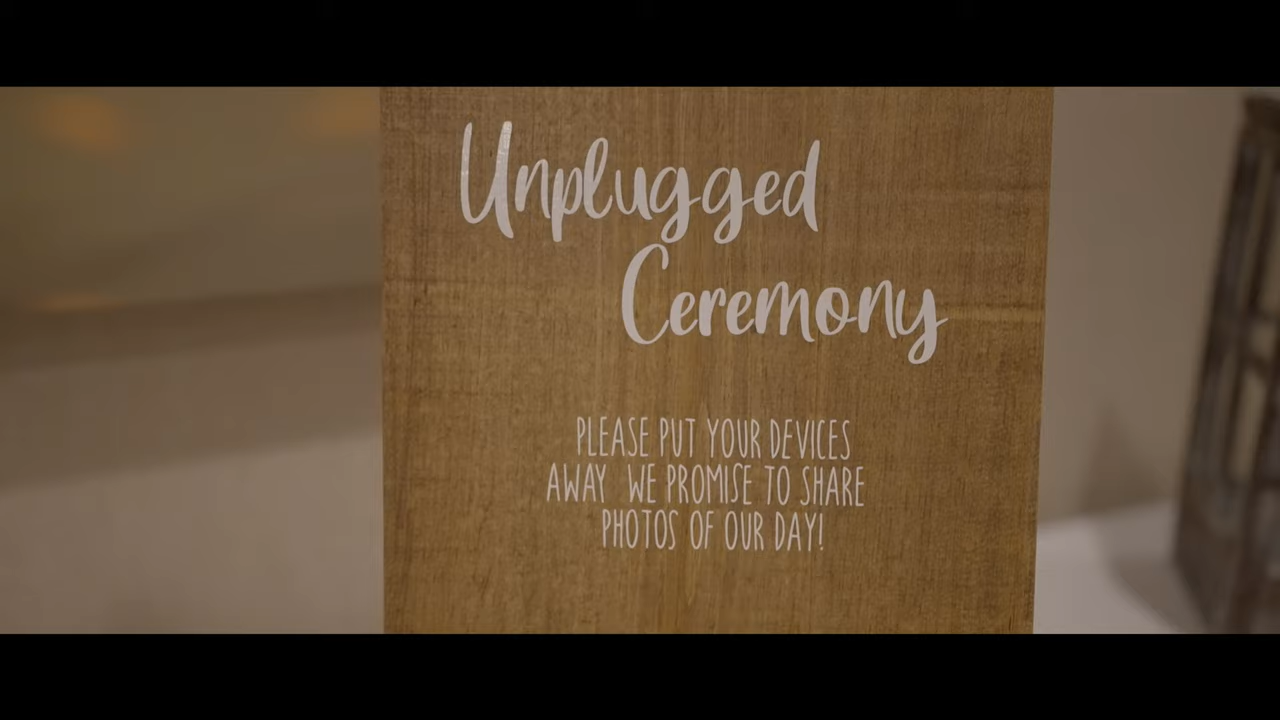 Unplugged
Ceremony
PLEASE PUT YOUR DEVICES
AWAY WE PROMISE TO SHARE
PHOTOS OF OUR DAY!